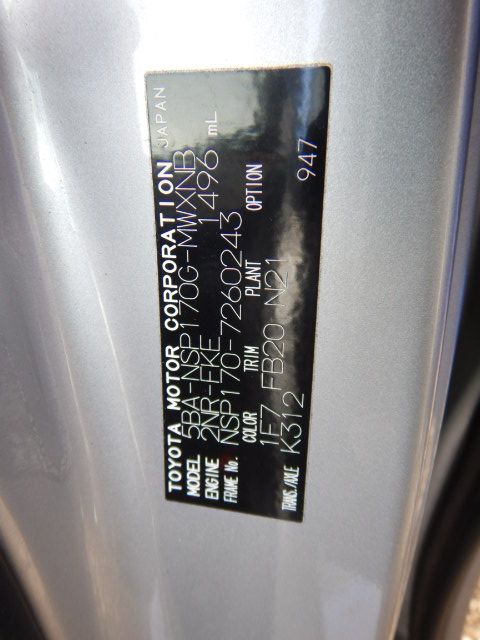 TOYOTA MOTOR CORPORATION JAPAN
MODEL 5BA-NSP170G-MWXNB
ENGINE 2NR-FKE 1496 mL
FRAME No. NSP170-7260243
COLOR TRIM PLANT OPTION
1F7 FB20 N21
TRANS./AXLE K312 947